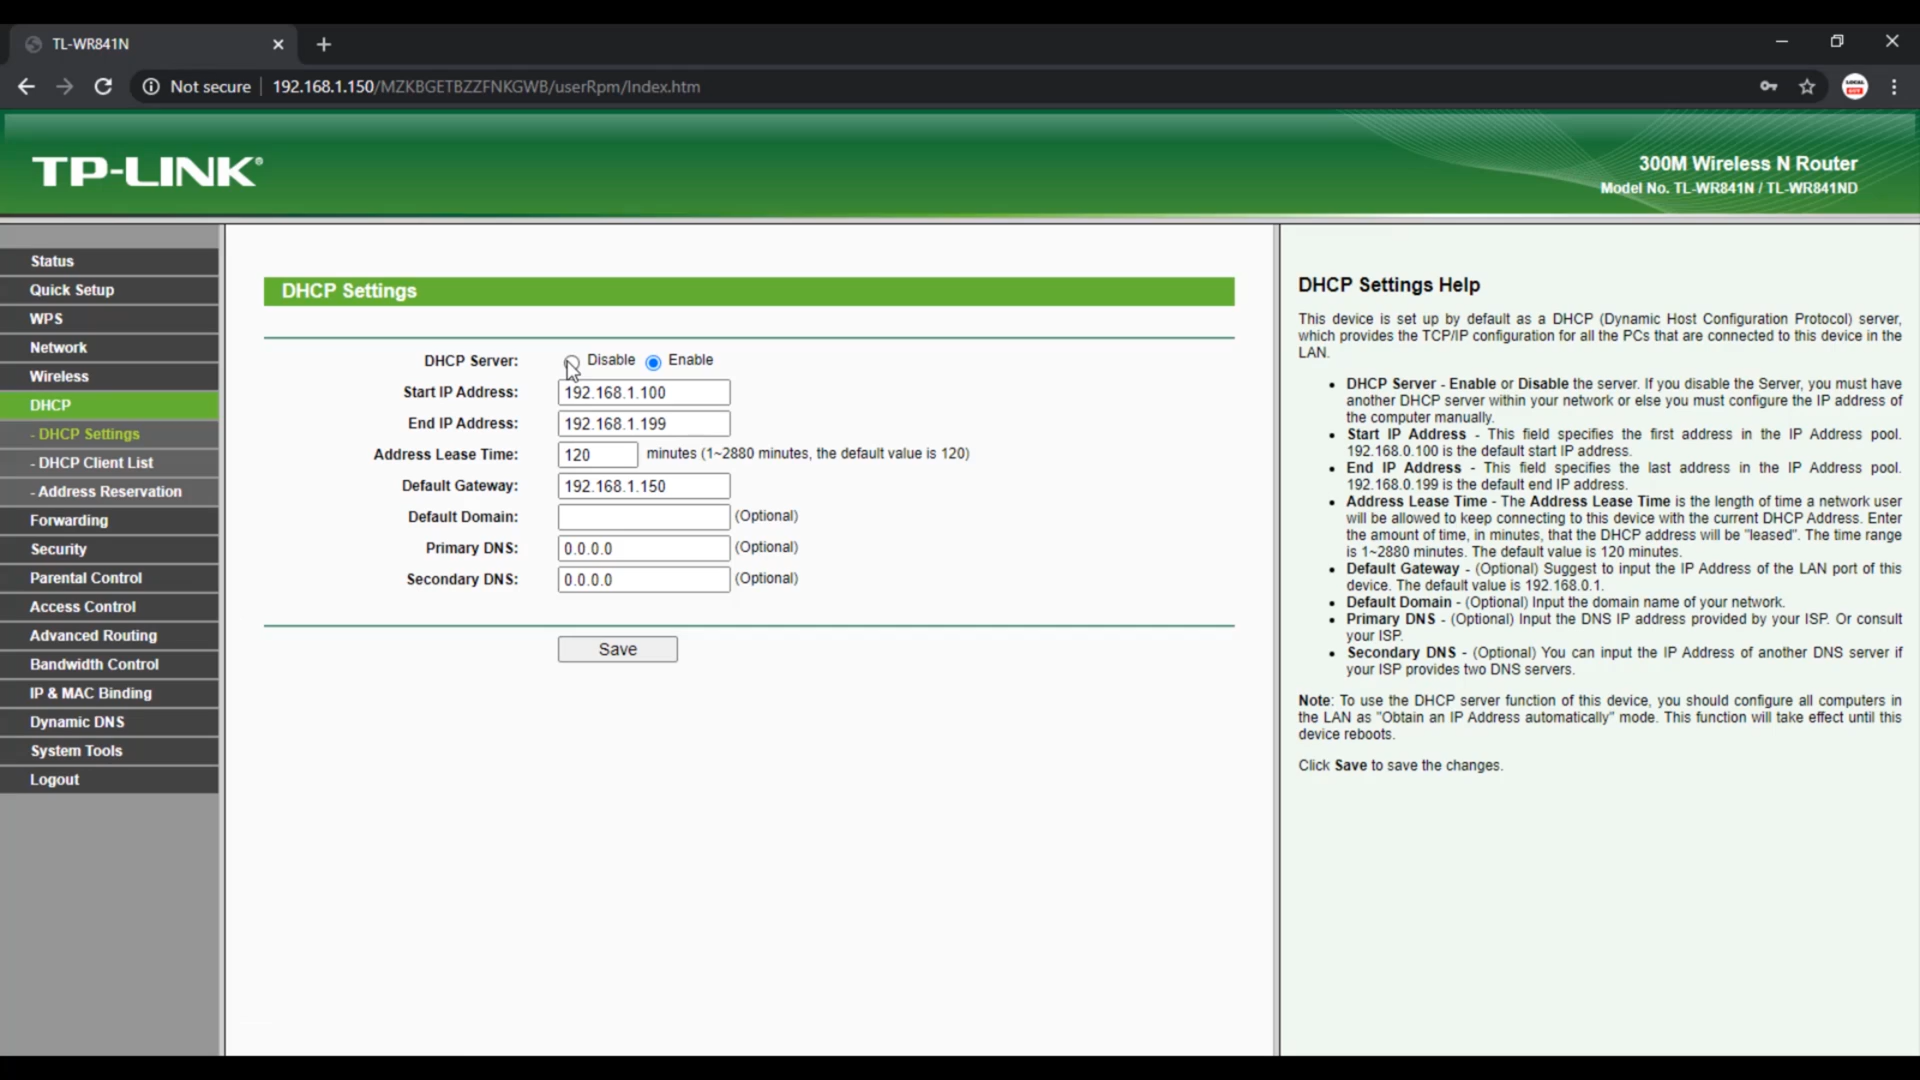 TL-WR841N
Not secure 192.168.1.150/MZKBGETBZZFNKGWB/userRpm/Index.htm
TP-LINK®
300M Wireless N Router
Model No. TL-WR841N / TL-WR841ND
Status
Quick Setup
WPS
Network
Wireless
DHCP
- DHCP Settings
- DHCP Client List
- Address Reservation
Forwarding
Security
Parental Control
Access Control
Advanced Routing
Bandwidth Control
IP & MAC Binding
Dynamic DNS
System Tools
Logout
DHCP Settings
DHCP Server: Disable Enable
Start IP Address: 192.168.1.100
End IP Address: 192.168.1.199
Address Lease Time: 120 minutes (1~2880 minutes, the default value is 120)
Default Gateway: 192.168.1.150
Default Domain: (Optional)
Primary DNS: 0.0.0.0 (Optional)
Secondary DNS: 0.0.0.0 (Optional)
Save
DHCP Settings Help
This device is set up by default as a DHCP (Dynamic Host Configuration Protocol) server,
which provides the TCP/IP configuration for all the PCs that are connected to this device in the
LAN.
• DHCP Server - Enable or Disable the server. If you disable the Server, you must have
another DHCP server within your network or else you must configure the IP address of
the computer manually.
• Start IP Address - This field specifies the first address in the IP Address pool.
192.168.0.100 is the default start IP address.
• End IP Address - This field specifies the last address in the IP Address pool.
192.168.0.199 is the default end IP address.
• Address Lease Time - The Address Lease Time is the length of time a network user
will be allowed to keep connecting to this device with the current DHCP Address. Enter
the amount of time, in minutes, that the DHCP address will be "leased". The time range
is 1~2880 minutes. The default value is 120 minutes.
• Default Gateway - (Optional) Suggest to input the IP Address of the LAN port of this
device. The default value is 192.168.0.1.
• Default Domain - (Optional) Input the domain name of your network.
• Primary DNS - (Optional) Input the DNS IP address provided by your ISP. Or consult
your ISP.
• Secondary DNS - (Optional) You can input the IP Address of another DNS server if
your ISP provides two DNS servers.
Note: To use the DHCP server function of this device, you should configure all computers in
the LAN as "Obtain an IP Address automatically" mode. This function will take effect until this
device reboots.
Click Save to save the changes.